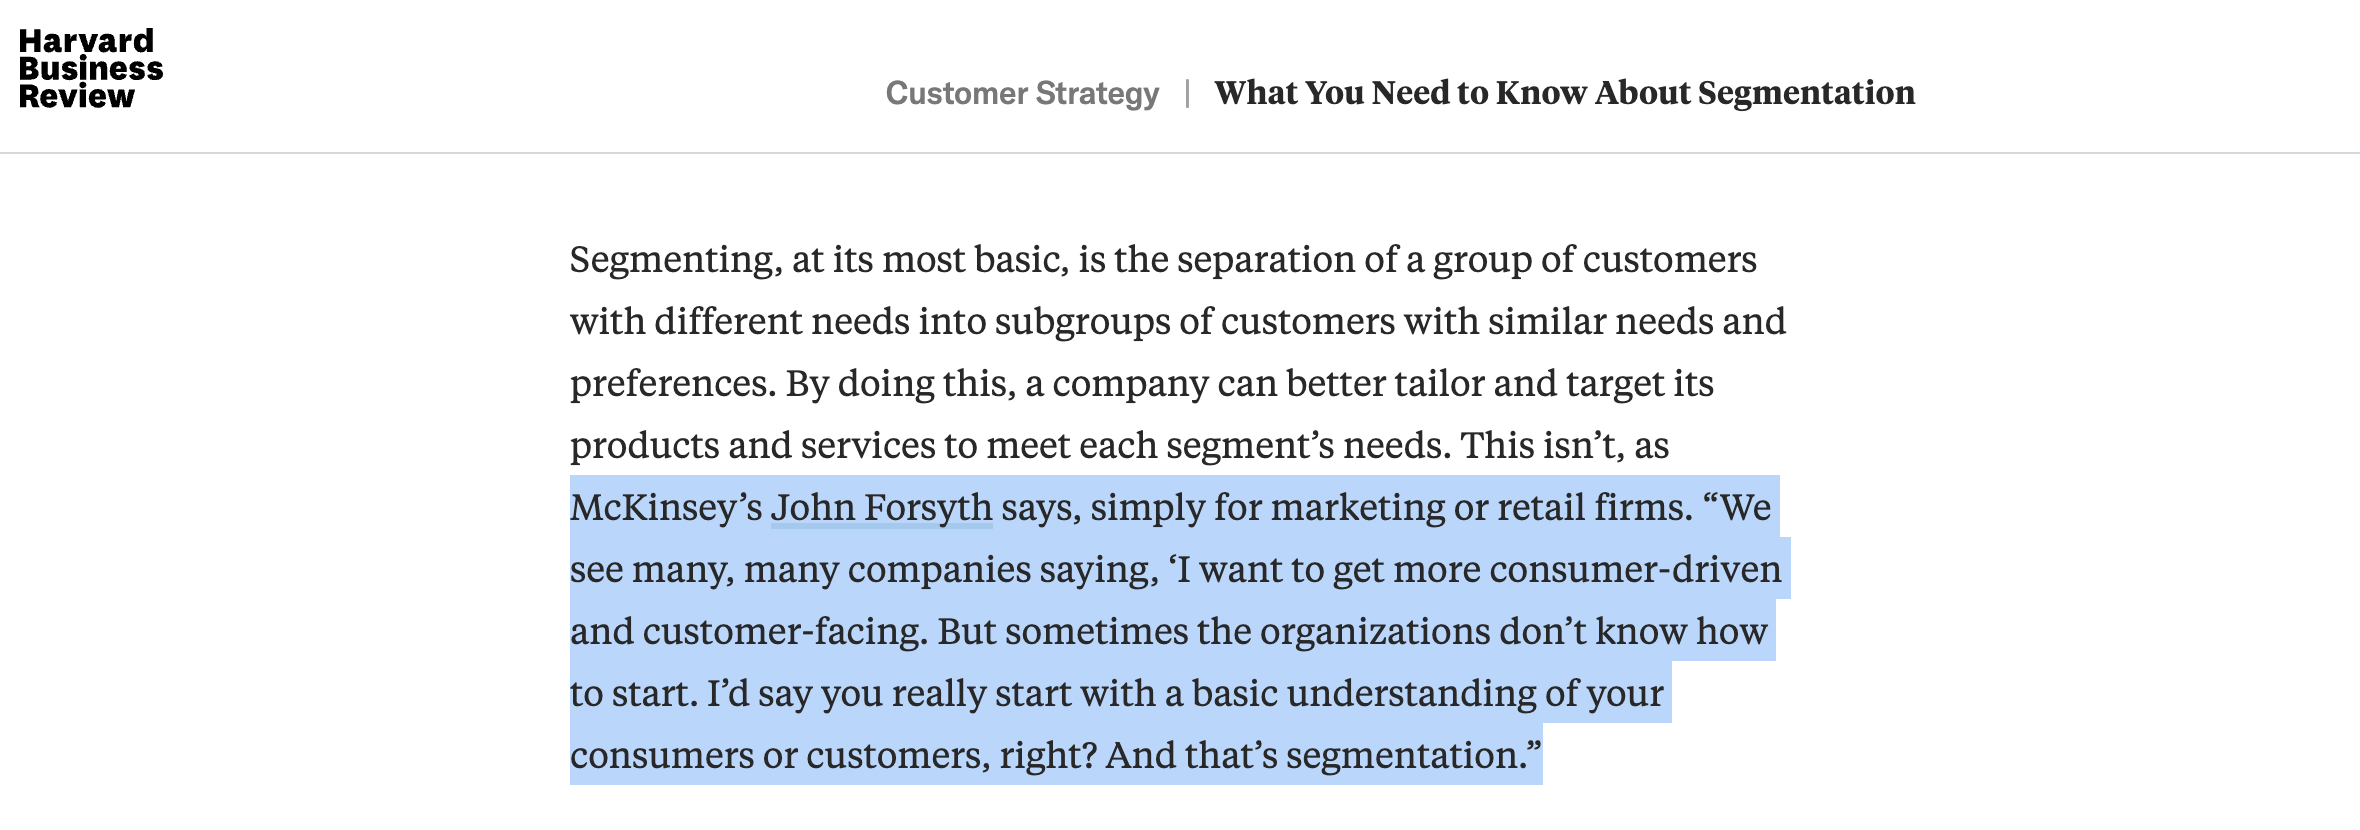 Harvard
Business
Review
Customer Strategy | What You Need to Know About Segmentation
Segmenting, at its most basic, is the separation of a group of customers
with different needs into subgroups of customers with similar needs and
preferences. By doing this, a company can better tailor and target its
products and services to meet each segment’s needs. This isn’t, as
McKinsey’s John Forsyth says, simply for marketing or retail firms. “We
see many, many companies saying, ‘I want to get more consumer-driven
and customer-facing. But sometimes the organizations don’t know how
to start. I’d say you really start with a basic understanding of your
consumers or customers, right? And that’s segmentation.”